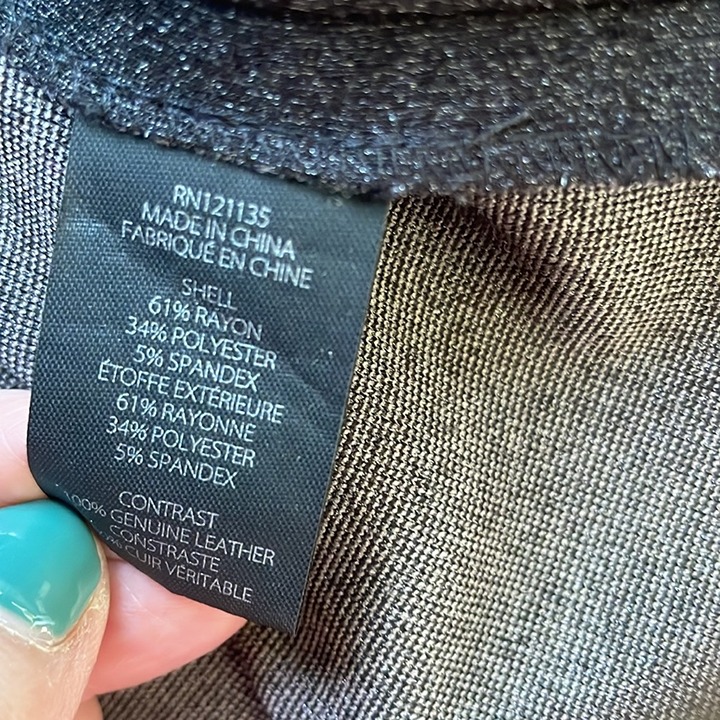 RN121135
MADE IN CHINA
FABRIQUÉ EN CHINE
SHELL
61% RAYON
34% POLYESTER
5% SPANDEX
ÉTOFFE EXTÉRIEURE
61% RAYONNE
34% POLYESTER
5% SPANDEX
CONTRAST
100% GENUINE LEATHER
CONSTRASTE
CUIR VÉRITABLE